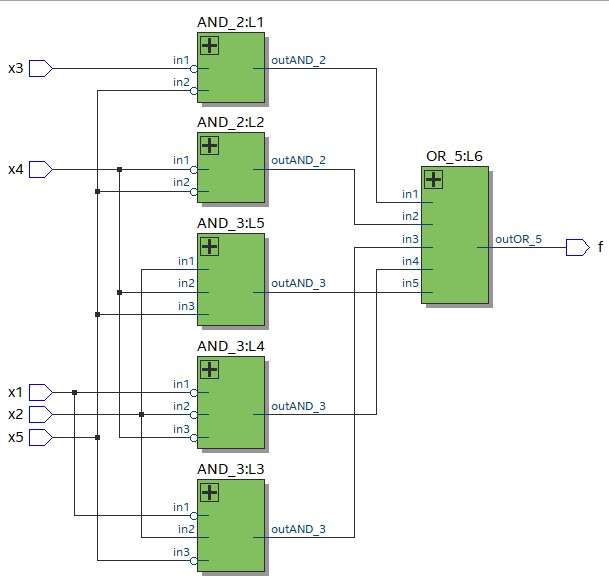 AND_2:L1
x3
in1
in2
outAND_2
AND_2:L2
x4
in1
in2
outAND_2
AND_3:L5
in1
in2
in3
outAND_3
AND_3:L4
x1
x2
x5
in1
in2
in3
outAND_3
AND_3:L3
in1
in2
in3
outAND_3
OR_5:L6
in1
in2
in3
in4
in5
outOR_5
f